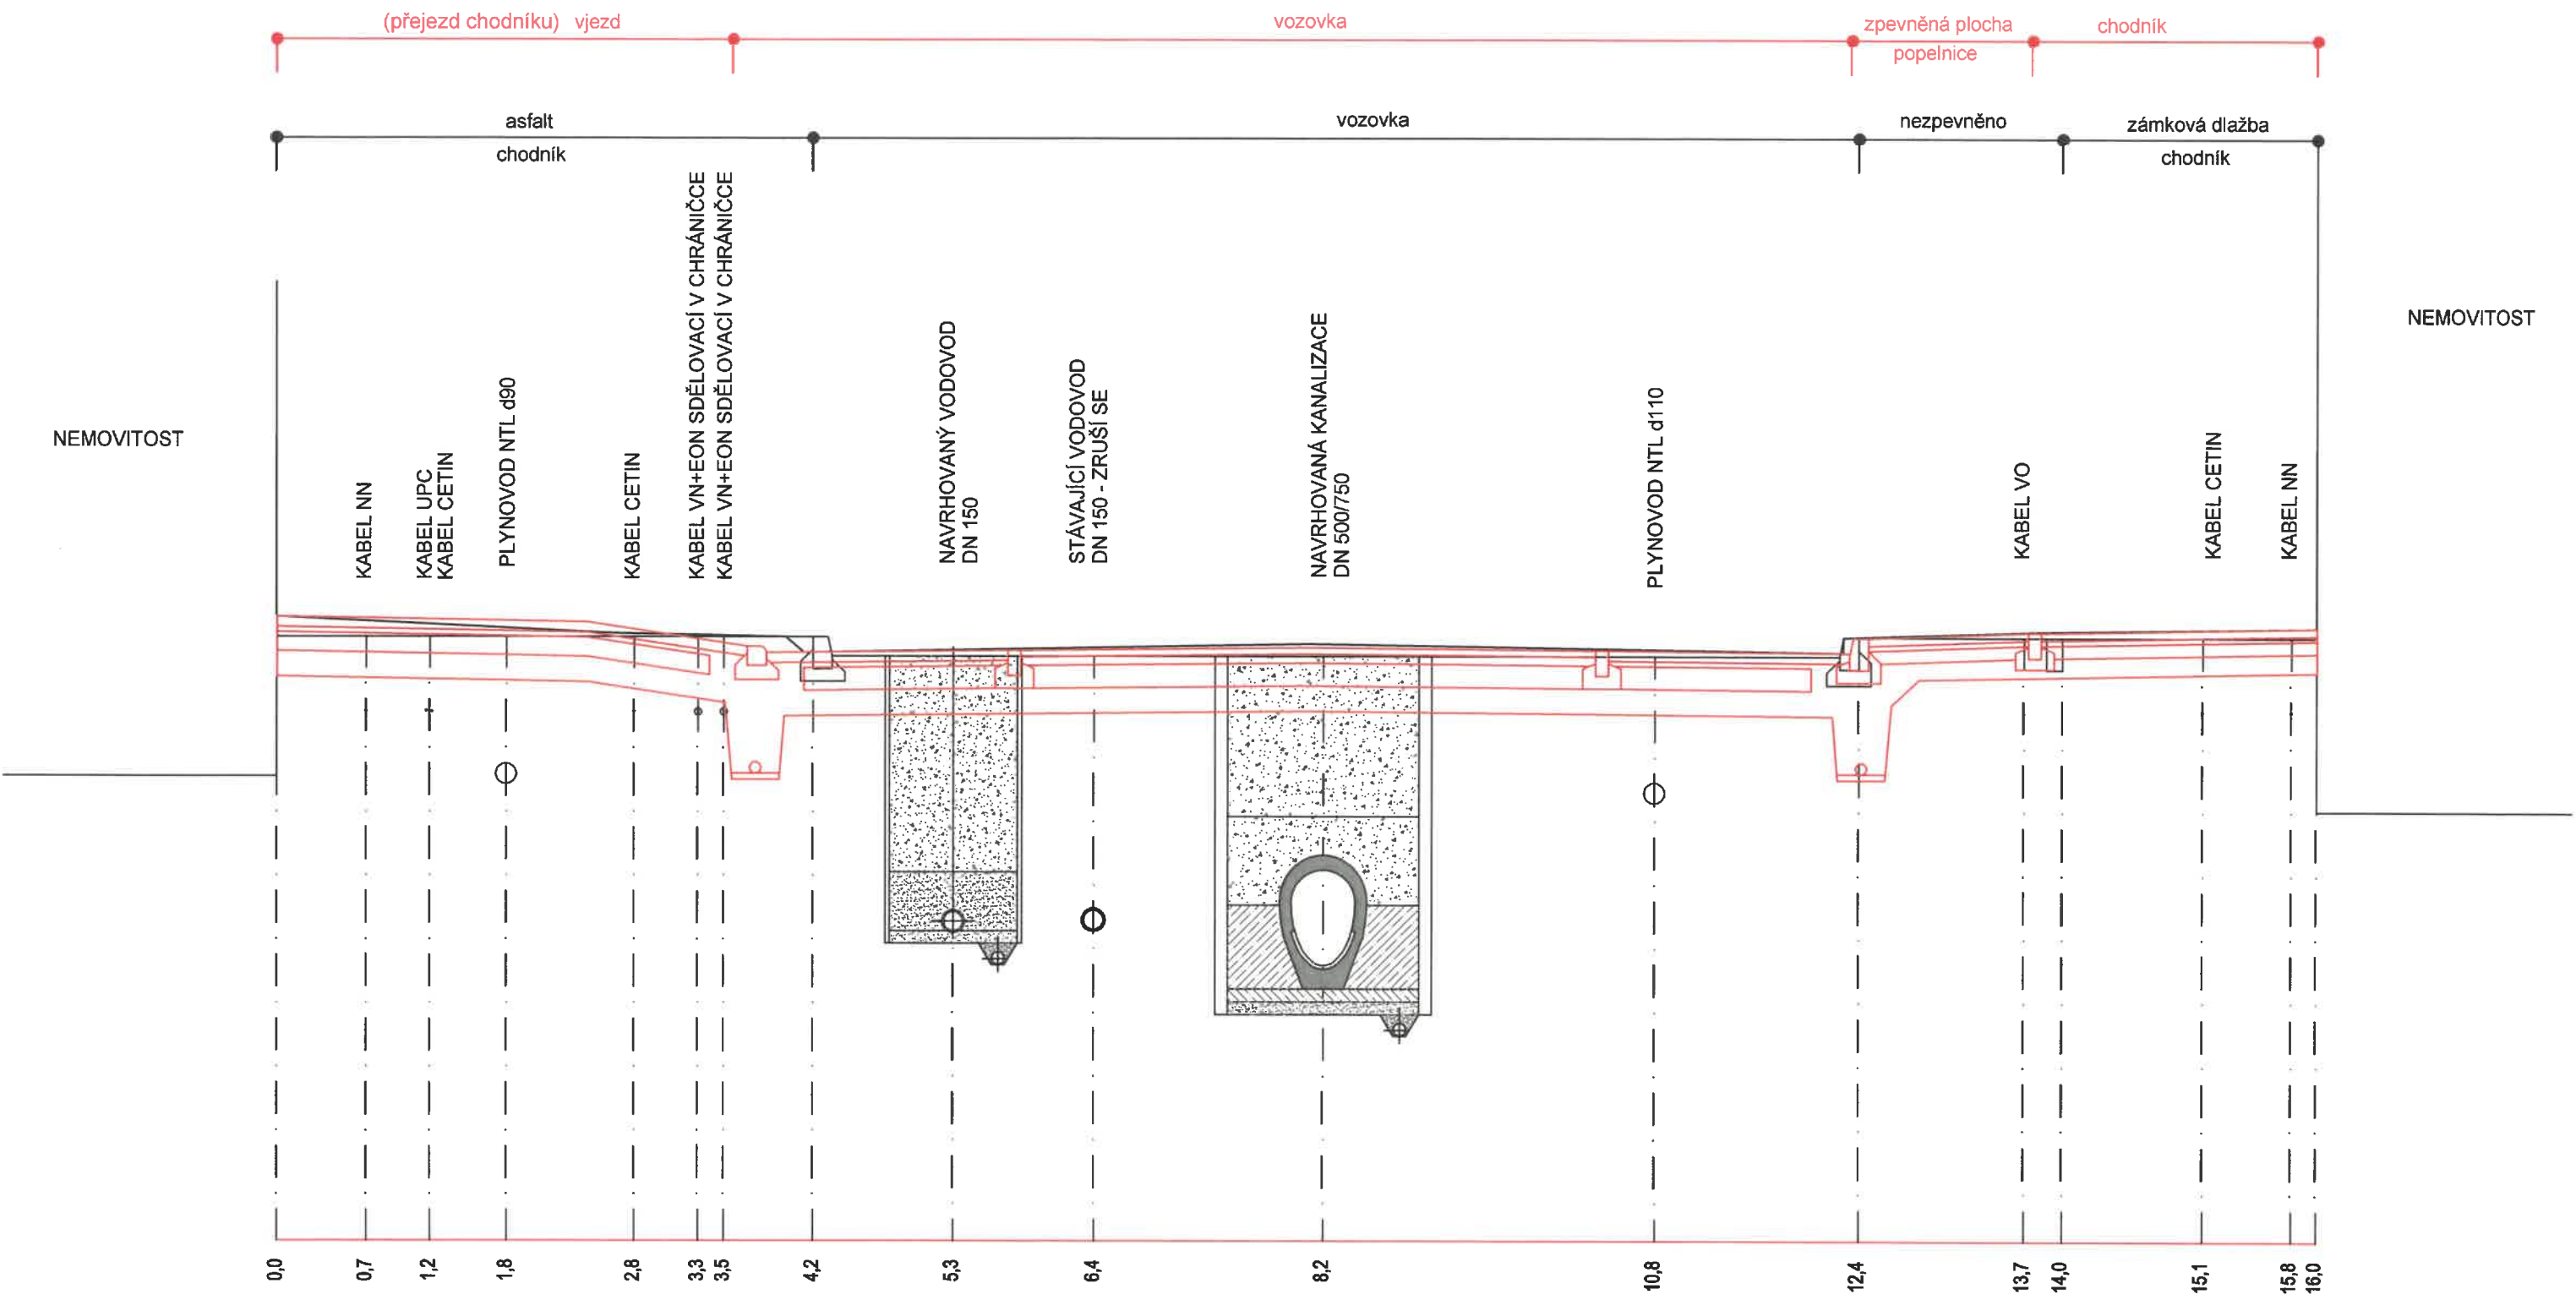 (přejezd chodníku) vjezd
vozovka
zpevněná plocha
popelnice
chodník
asfalt
chodník
vozovka
nezpevněno
zámková dlažba
chodník
NEMOVITOST
NEMOVITOST
KABEL NN
KABEL UPC
KABEL CETIN
PLYNOVOD NTL d90
KABEL CETIN
KABEL VN+EON SDĚLOVACÍ V CHRÁNIČCE
KABEL VN+EON SDĚLOVACÍ V CHRÁNIČCE
NAVRHOVANÝ VODOVOD
DN 150
STÁVAJÍCÍ VODOVOD
DN 150 - ZRUŠÍ SE
NAVRHOVANÁ KANALIZACE
DN 500/750
PLYNOVOD NTL d110
KABEL VO
KABEL CETIN
KABEL NN
0,0
0,7
1,2
1,8
2,8
3,3
3,5
4,2
5,3
6,4
8,2
10,8
12,4
13,7
14,0
15,1
15,8
16,0